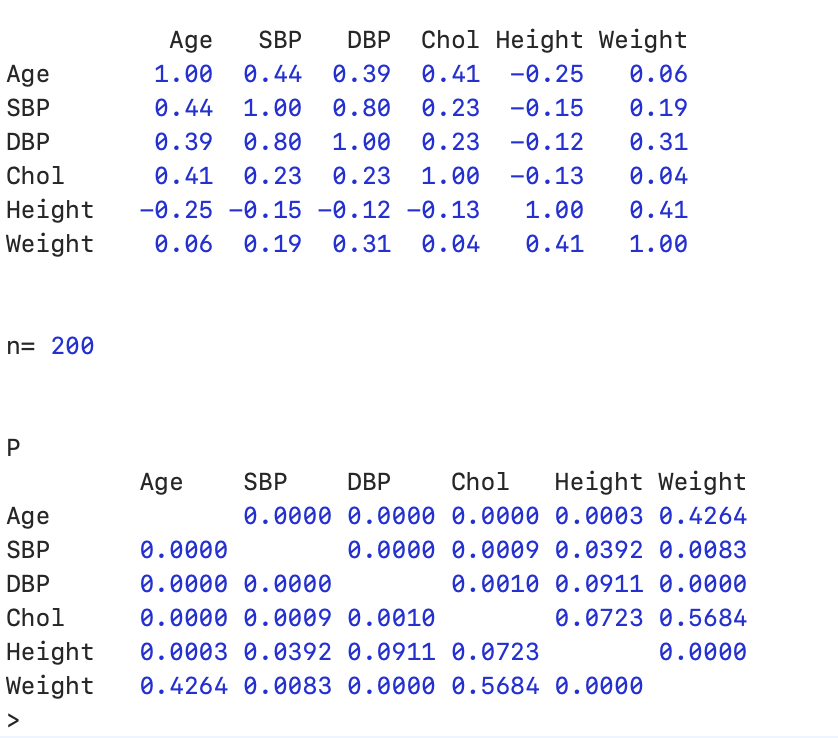 Age SBP DBP Chol Height Weight
Age 1.00 0.44 0.39 0.41 -0.25 0.06
SBP 0.44 1.00 0.80 0.23 -0.15 0.19
DBP 0.39 0.80 1.00 0.23 -0.12 0.31
Chol 0.41 0.23 0.23 1.00 -0.13 0.04
Height -0.25 -0.15 -0.12 -0.13 1.00 0.41
Weight 0.06 0.19 0.31 0.04 0.41 1.00
n= 200
P
Age SBP DBP Chol Height Weight
Age 0.0000 0.0000 0.0000 0.0003 0.4264
SBP 0.0000 0.0000 0.0009 0.0392 0.0083
DBP 0.0000 0.0000 0.0010 0.0911 0.0000
Chol 0.0000 0.0009 0.0010 0.0723 0.5684
Height 0.0003 0.0392 0.0911 0.0723 0.0000
Weight 0.4264 0.0083 0.0000 0.5684 0.0000
>